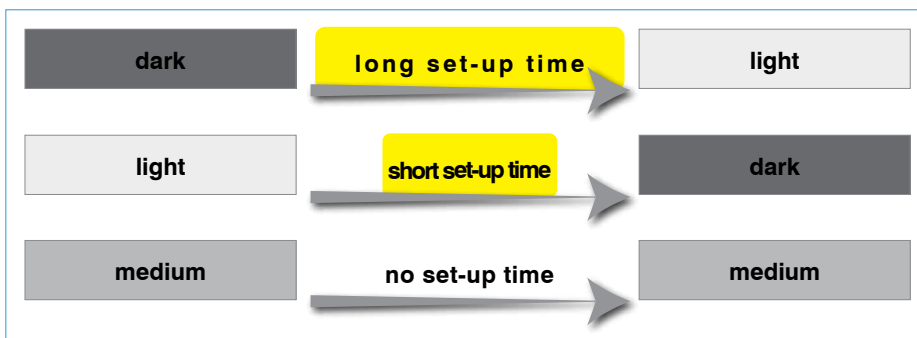 dark long set-up time light
light short set-up time dark
medium no set-up time medium